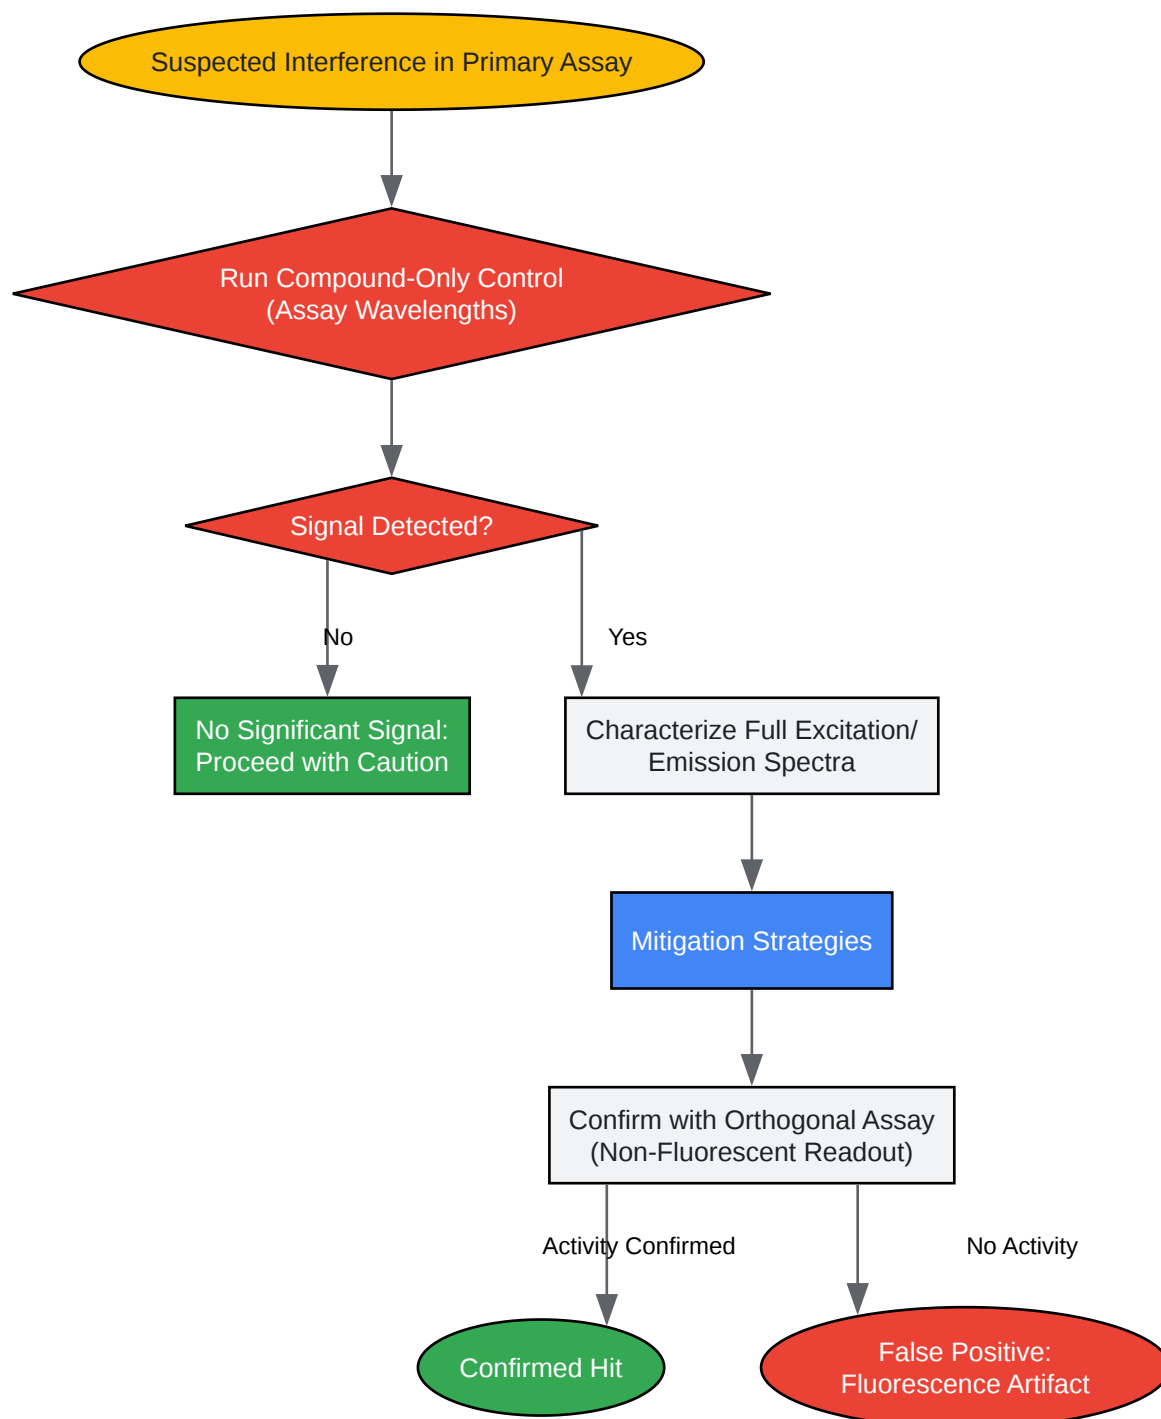 Suspected Interference in Primary Assay
Run Compound-Only Control
(Assay Wavelengths)
Signal Detected?
No
Yes
No Significant Signal:
Proceed with Caution
Characterize Full Excitation/
Emission Spectra
Mitigation Strategies
Confirm with Orthogonal Assay
(Non-Fluorescent Readout)
Activity Confirmed
No Activity
Confirmed Hit
False Positive:
Fluorescence Artifact